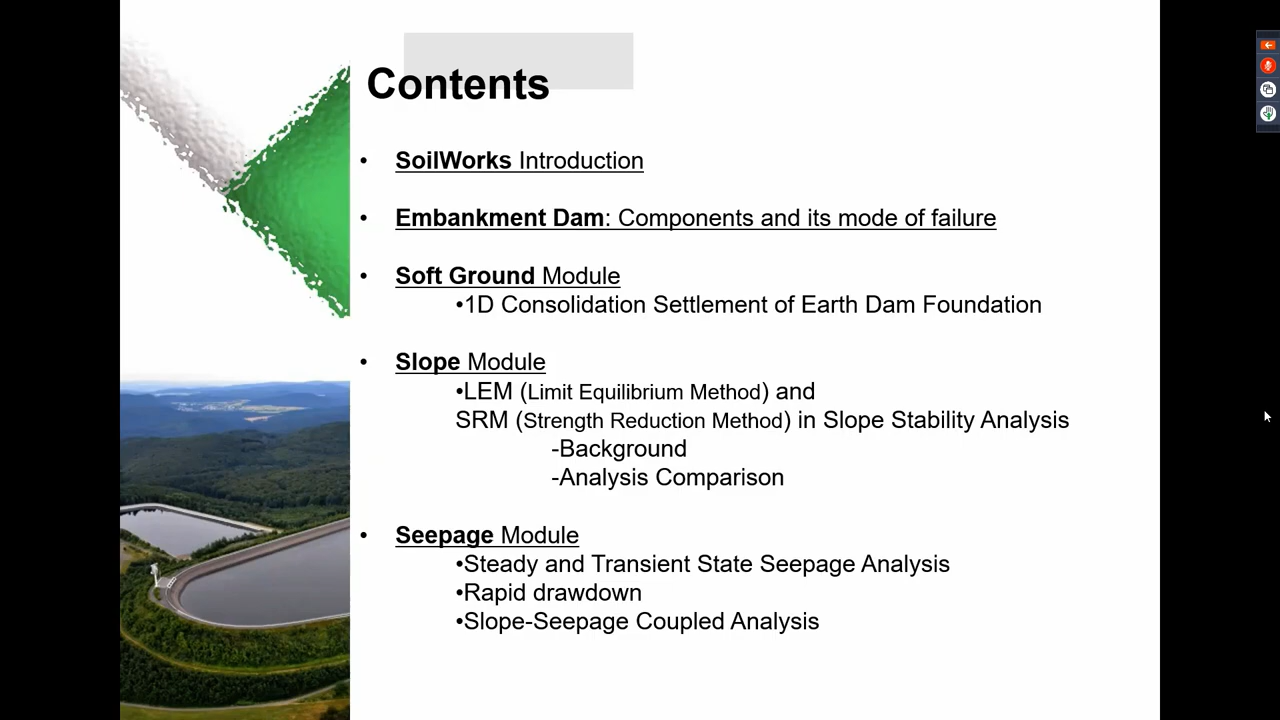 Contents
• SoilWorks Introduction
• Embankment Dam: Components and its mode of failure
• Soft Ground Module
•1D Consolidation Settlement of Earth Dam Foundation
• Slope Module
•LEM (Limit Equilibrium Method) and
SRM (Strength Reduction Method) in Slope Stability Analysis
-Background
-Analysis Comparison
• Seepage Module
•Steady and Transient State Seepage Analysis
•Rapid drawdown
•Slope-Seepage Coupled Analysis